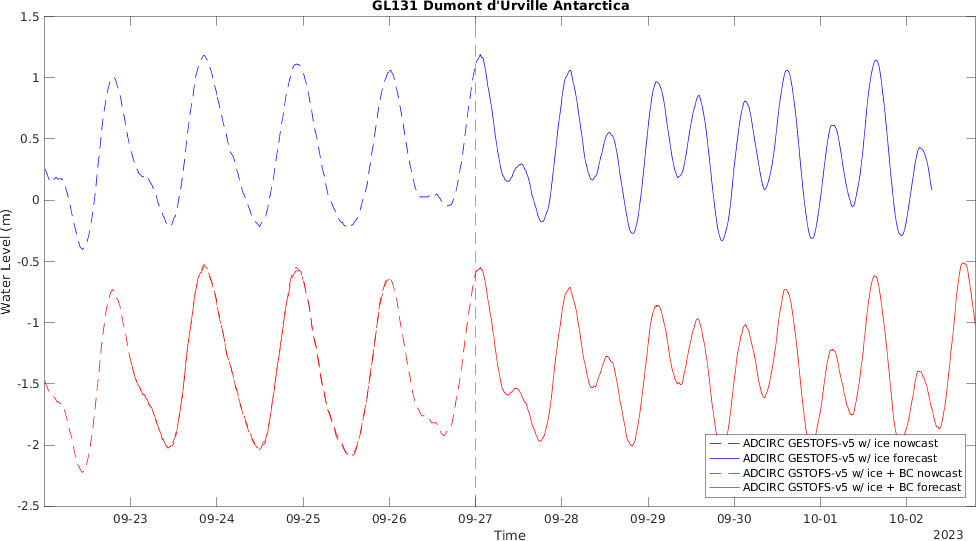 GL131 Dumont d'Urville Antarctica
1.5
1
0.5
0
-0.5
-1
-1.5
-2
-2.5
Water Level (m)
09-23 09-24 09-25 09-26 09-27 09-28 09-29 09-30 10-01 10-02
Time
2023
ADCIRC GESTOFS-v5 w/ ice nowcast
ADCIRC GESTOFS-v5 w/ ice forecast
ADCIRC GSTOFS-v5 w/ ice + BC nowcast
ADCIRC GSTOFS-v5 w/ ice + BC forecast